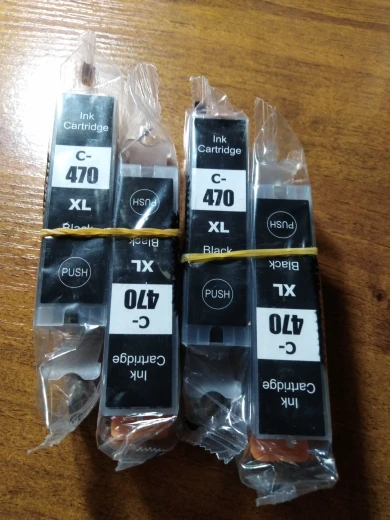 Ink
Cartridge
C-
470
XL
Black
PUSH
PUSH
Black
XL
470
C-
Cartridge
Ink
Ink
Cartridge
C-
470
XL
Black
PUSH
PUSH
Black
XL
470
C-
Cartridge
Ink